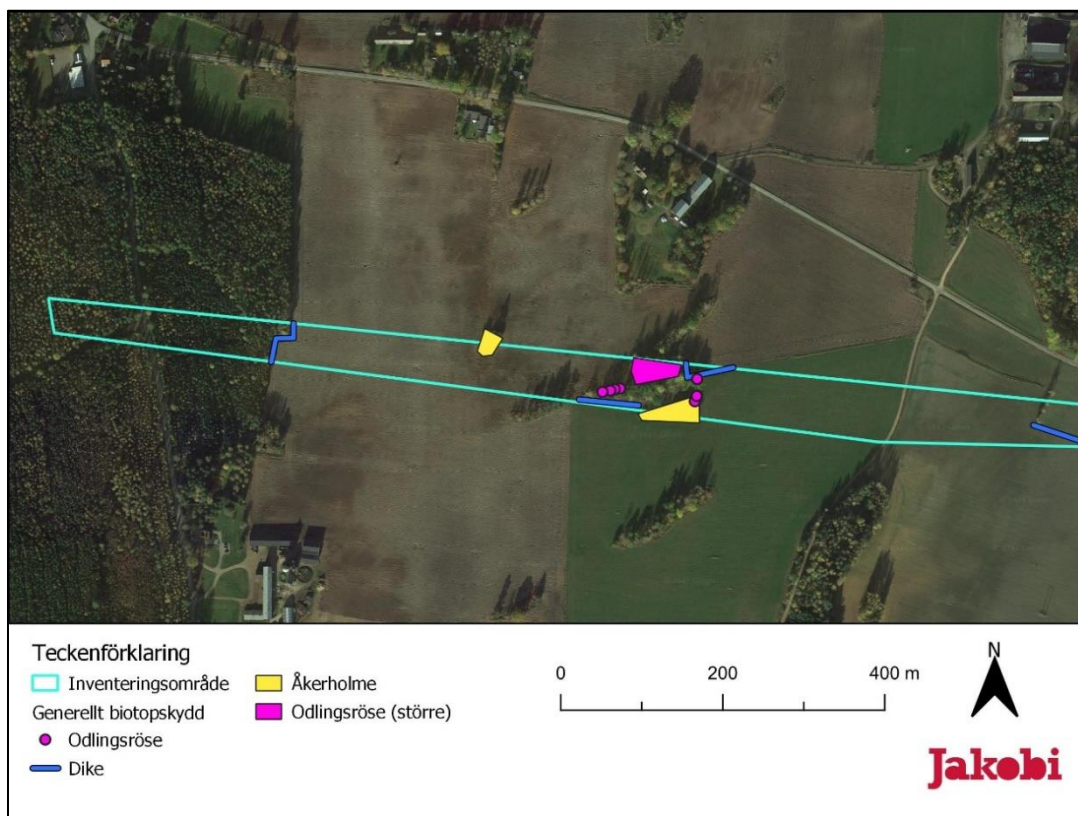 Teckenförklaring
Inventeringsområde
Generellt biotopskydd
Odlingsröse
Dike
Åkerholme
Odlingsröse (större)
0 200 400 m
N
Jakobi